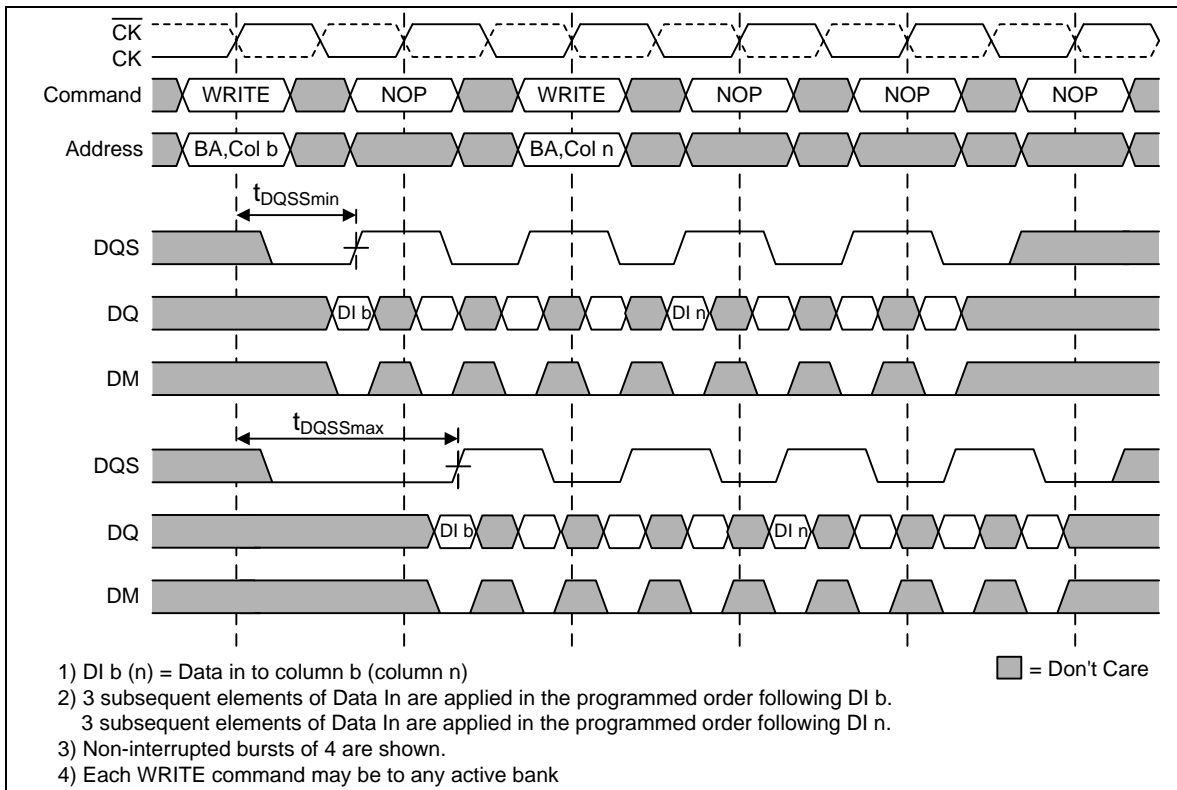 CK
CK
Command WRITE NOP WRITE NOP NOP NOP
Address BA,Col b BA,Col n
tDQSSmin
DQS
DQ DI b DI n
DM
tDQSSmax
DQS
DQ DI b DI n
DM
1) DI b (n) = Data in to column b (column n)
= Don't Care
2) 3 subsequent elements of Data In are applied in the programmed order following DI b.
3 subsequent elements of Data In are applied in the programmed order following DI n.
3) Non-interrupted bursts of 4 are shown.
4) Each WRITE command may be to any active bank